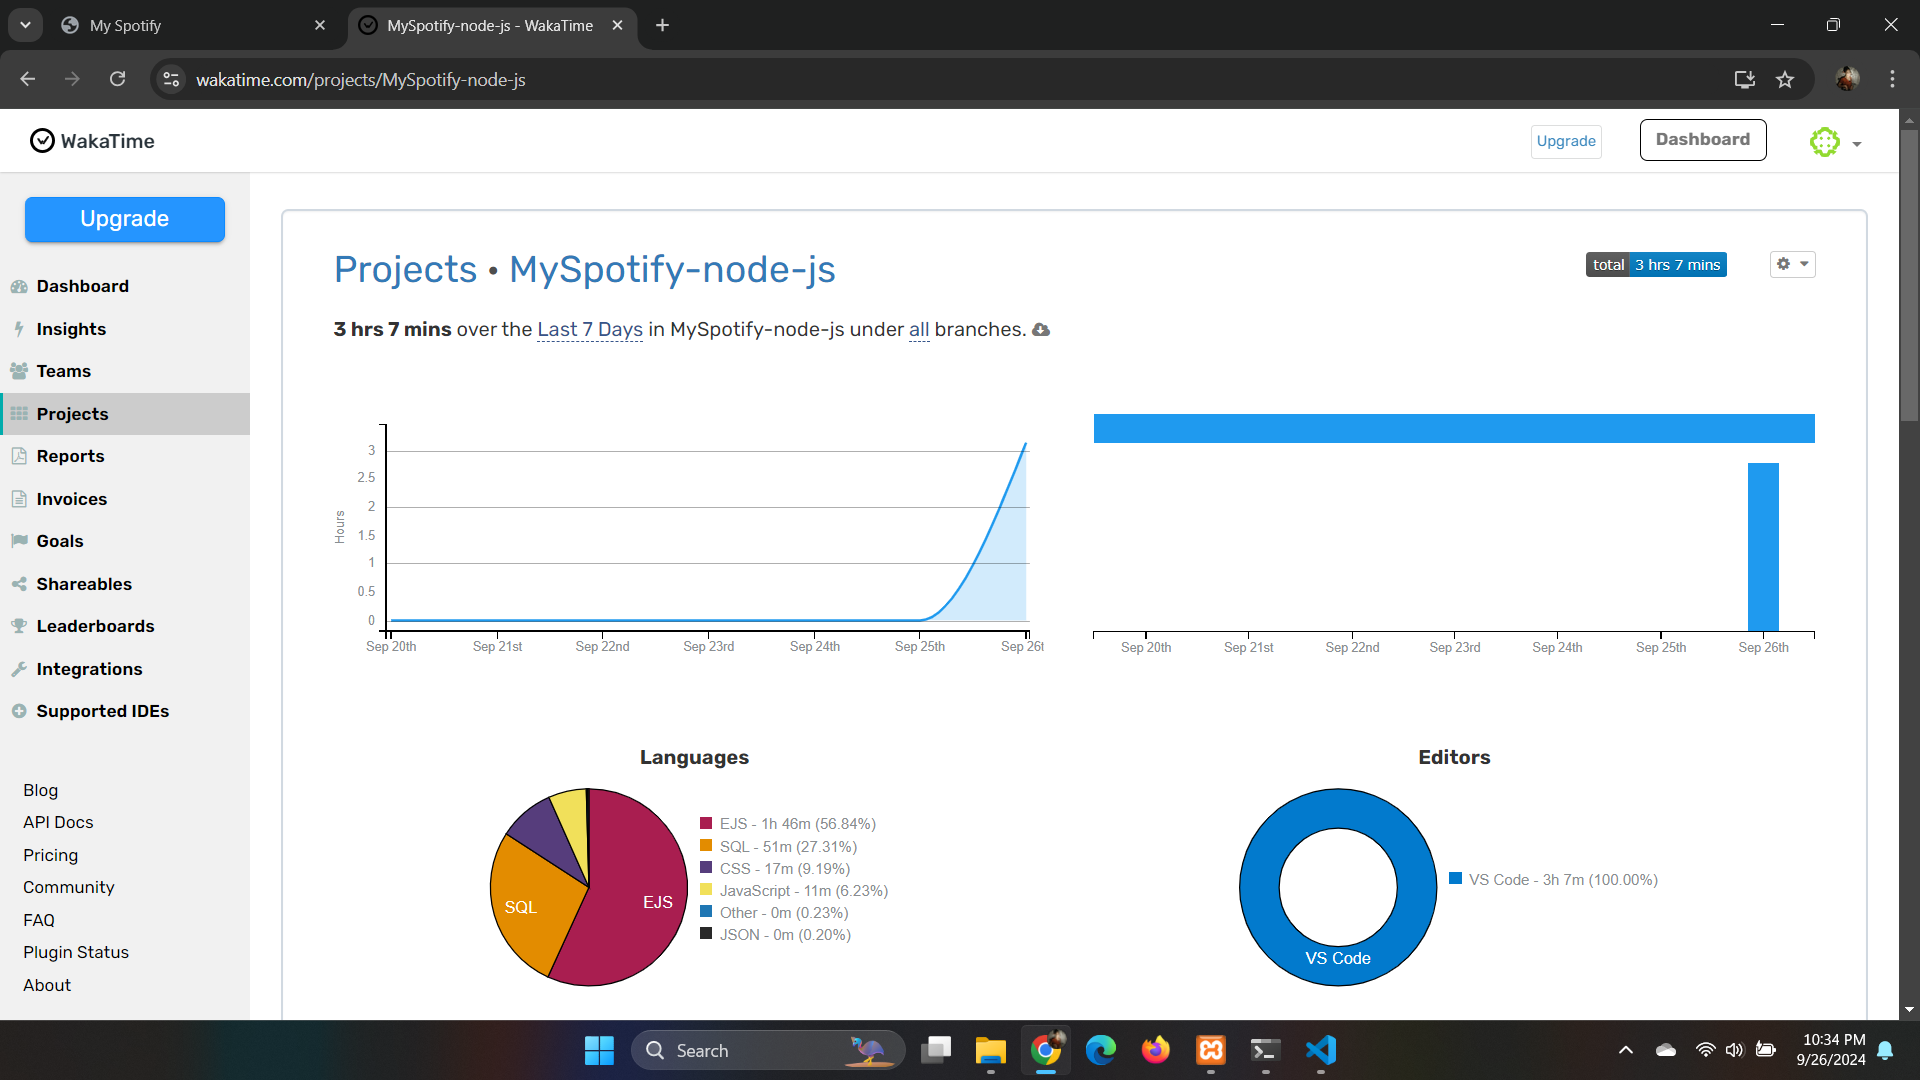 My Spotify
MySpotify-node-js - WakaTime
wakatime.com/projects/MySpotify-node-js
WakaTime
Upgrade
Dashboard
Upgrade
Dashboard
Insights
Teams
Projects
Reports
Invoices
Goals
Shareables
Leaderboards
Integrations
Supported IDEs
Blog
API Docs
Pricing
Community
FAQ
Plugin Status
About
Projects • MySpotify-node-js
total 3 hrs 7 mins
3 hrs 7 mins over the Last 7 Days in MySpotify-node-js under all branches.
Hours
3
2.5
2
1.5
1
0.5
0
Sep 20th Sep 21st Sep 22nd Sep 23rd Sep 24th Sep 25th Sep 26t
Sep 20th Sep 21st Sep 22nd Sep 23rd Sep 24th Sep 25th Sep 26th
Languages
SQL
EJS
EJS - 1h 46m (56.84%)
SQL - 51m (27.31%)
CSS - 17m (9.19%)
JavaScript - 11m (6.23%)
Other - 0m (0.23%)
JSON - 0m (0.20%)
Editors
VS Code
VS Code - 3h 7m (100.00%)
Search
10:34 PM
9/26/2024